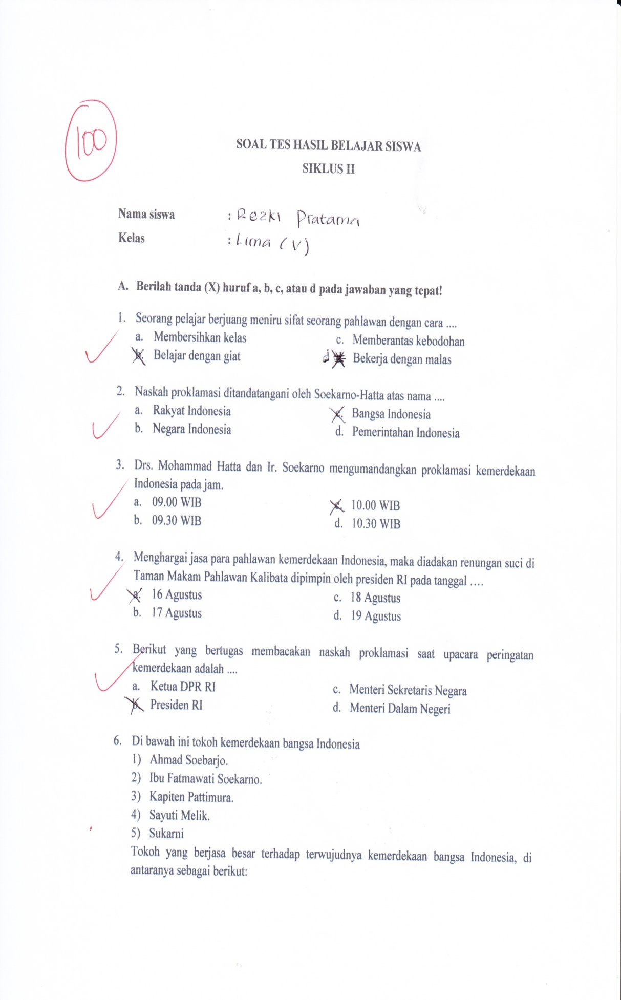 100
SOAL TES HASIL BELAJAR SISWA
SIKLUS II
Nama siswa : Rezki Pratama
Kelas : Lima (V)
A. Berilah tanda (X) huruf a, b, c, atau d pada jawaban yang tepat!
1. Seorang pelajar berjuang meniru sifat seorang pahlawan dengan cara ....
a. Membersihkan kelas c. Memberantas kebodohan
b. Belajar dengan giat d Bekerja dengan malas
2. Naskah proklamasi ditandatangani oleh Soekarno-Hatta atas nama ....
a. Rakyat Indonesia c. Bangsa Indonesia
b. Negara Indonesia d. Pemerintahan Indonesia
3. Drs. Mohammad Hatta dan Ir. Soekarno mengumandangkan proklamasi kemerdekaan
Indonesia pada jam.
a. 09.00 WIB c. 10.00 WIB
b. 09.30 WIB d. 10.30 WIB
4. Menghargai jasa para pahlawan kemerdekaan Indonesia, maka diadakan renungan suci di
Taman Makam Pahlawan Kalibata dipimpin oleh presiden RI pada tanggal ....
a. 16 Agustus c. 18 Agustus
b. 17 Agustus d. 19 Agustus
5. Berikut yang bertugas membacakan naskah proklamasi saat upacara peringatan
kemerdekaan adalah ....
a. Ketua DPR RI c. Menteri Sekretaris Negara
b. Presiden RI d. Menteri Dalam Negeri
6. Di bawah ini tokoh kemerdekaan bangsa Indonesia
1) Ahmad Soebarjo.
2) Ibu Fatmawati Soekarno.
3) Kapiten Pattimura.
4) Sayuti Melik.
5) Sukarni
Tokoh yang berjasa besar terhadap terwujudnya kemerdekaan bangsa Indonesia, di
antaranya sebagai berikut: